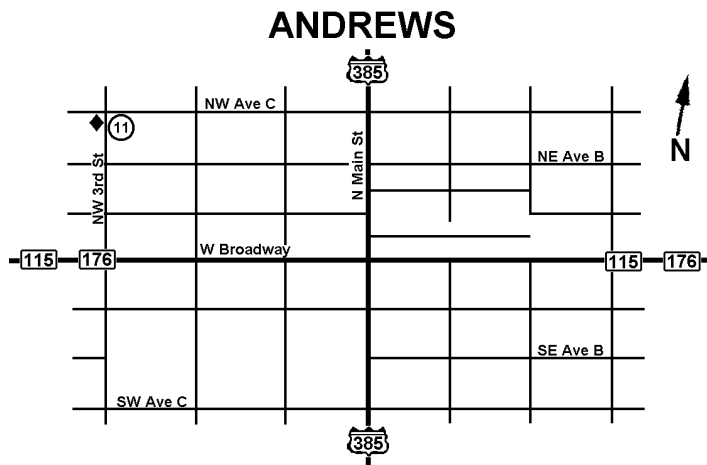 ANDREWS
385
NW Ave C
11
N Main St
N
NE Ave B
NW 3rd St
W Broadway
115
176
115
176
SE Ave B
SW Ave C
385